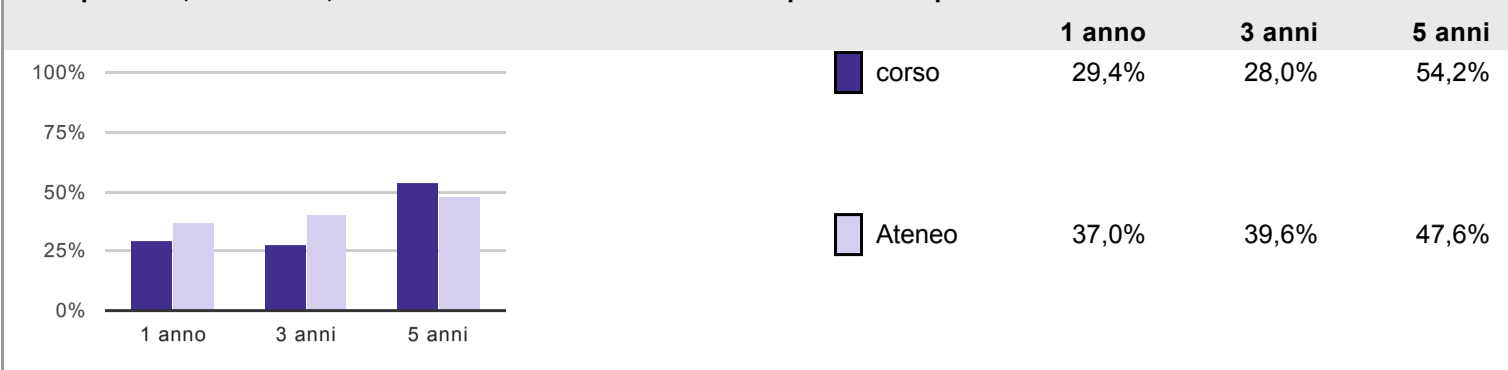 1 anno 3 anni 5 anni
100%
75%
50%
25%
0%
1 anno 3 anni 5 anni
corso 29,4% 28,0% 54,2%
Ateneo 37,0% 39,6% 47,6%